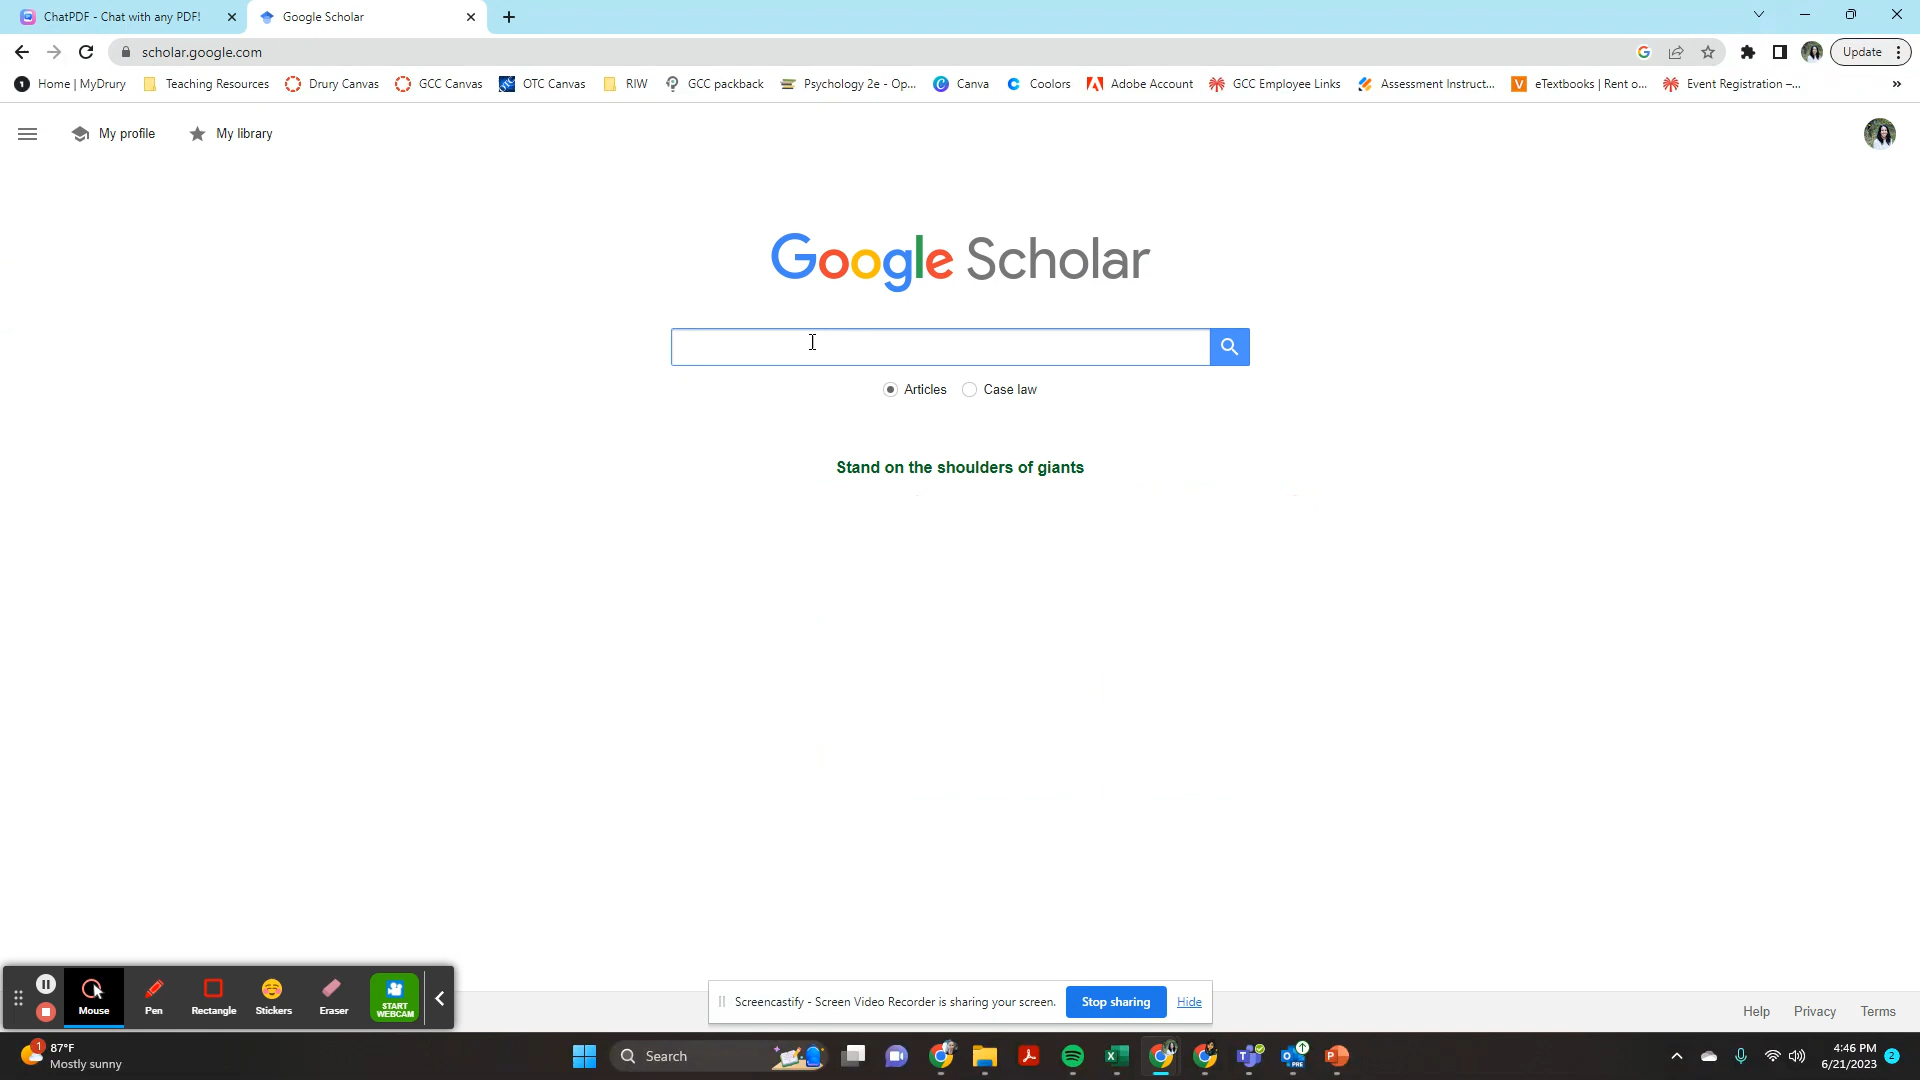 ChatPDF - Chat with any PDF!
Google Scholar
scholar.google.com
Update
Home | MyDrury
Teaching Resources
Drury Canvas
GCC Canvas
OTC Canvas
RIW
GCC packback
Psychology 2e - Op...
Canva
Coolors
Adobe Account
GCC Employee Links
Assessment Instruct...
eTextbooks | Rent o...
Event Registration –...
My profile
My library
Google Scholar
Articles
Case law
Stand on the shoulders of giants
Mouse
Pen
Rectangle
Stickers
Eraser
START
WEBCAM
Screencastify - Screen Video Recorder is sharing your screen.
Stop sharing
Hide
Help
Privacy
Terms
1
87°F
Mostly sunny
Search
PRE
4:46 PM
6/21/2023
2